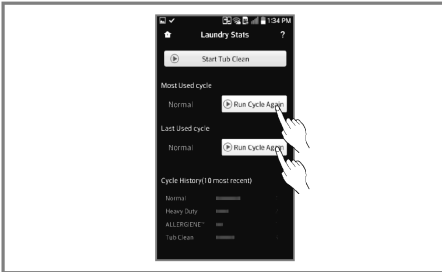 1:34 PM
Laundry Stats
?
Start Tub Clean
Most Used cycle
Normal
Run Cycle Again
Last Used cycle
Normal
Run Cycle Again
Cycle History(10 most recent)
Normal
Heavy Duty
ALLERGIENE™
Tub Clean